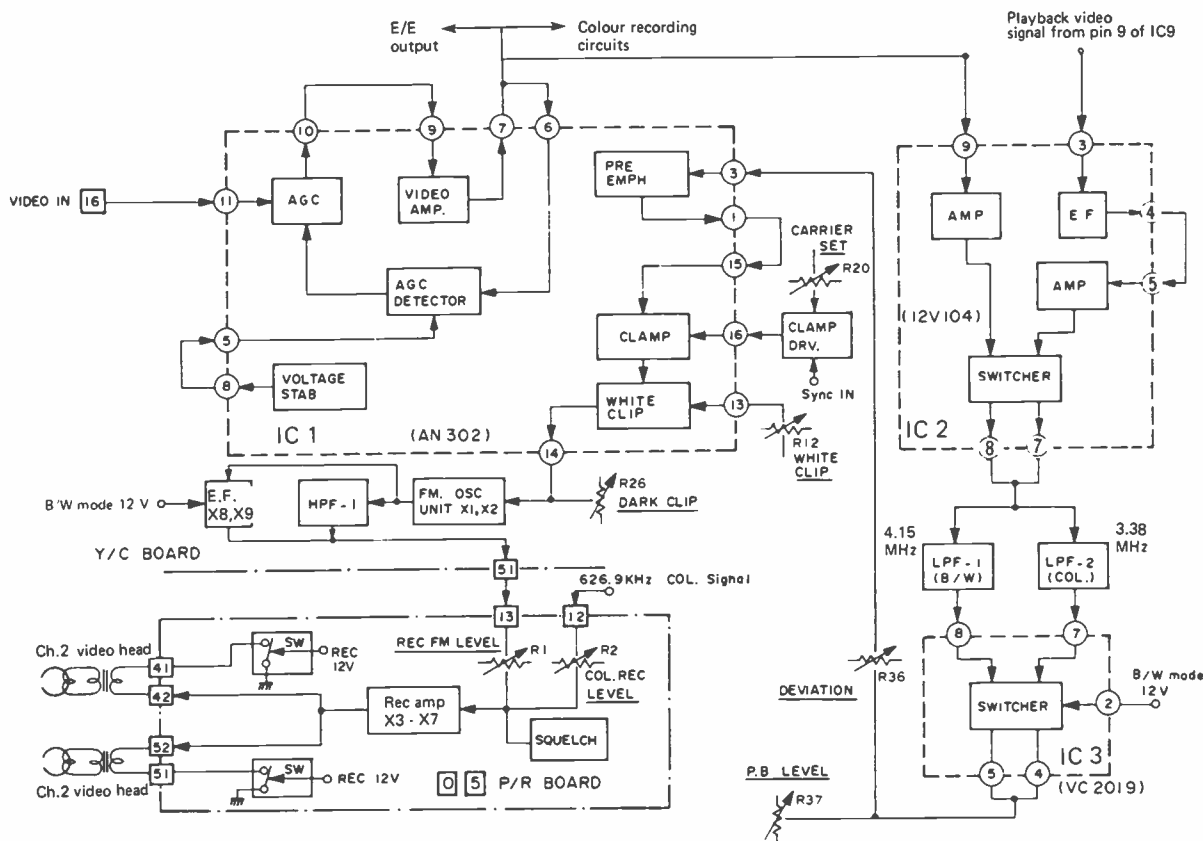 E/E
output
Colour recording
circuits
Playback video
signal from pin 9 of IC9
10
9
7
6
9
3
VIDEO IN
16
11
AGC
VIDEO
AMP.
PRE
EMPH
3
1
15
AMP
E F
4
AMP
5
CARRIER
SET
R20
AGC
DETECTOR
(12V104)
5
8
VOLTAGE
STAB
CLAMP
16
CLAMP
DRV.
Sync IN
SWITCHER
WHITE
CLIP
13
R12
WHITE
CLIP
IC 1
(AN 302)
14
IC 2
8
7
B/W mode 12 V
E.F.
X8,X9
HPF-1
FM. OSC
UNIT X1,X2
R26
DARK CLIP
4.15
MHz
3.38
MHz
LPF-1
(B/W)
LPF-2
(COL.)
Y/C BOARD
51
626.9KHz COL. Signal
13
12
8
7
Ch.2 video head
41
42
SW
REC
12V
REC FM LEVEL
R1
R2
COL.REC
LEVEL
Rec amp
X3 - X7
SQUELCH
DEVIATION
R36
SWITCHER
2
B/W mode
12V
52
51
Ch.2 video head
SW
REC 12V
0 5 P/R BOARD
P.B LEVEL
R37
5
4
IC 3
(VC 2019)